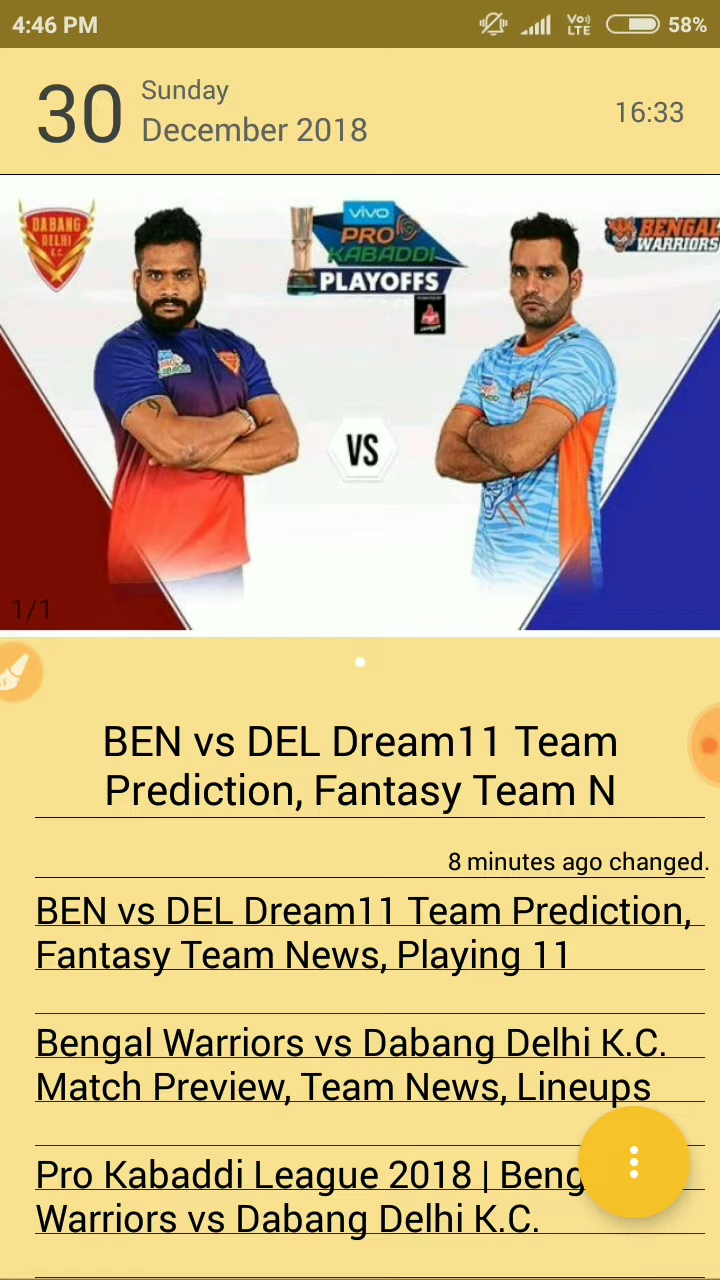 4:46 PM
Vo))
LTE
58%
30
Sunday
December 2018
16:33
DABANG
DELHI
K.C.
vivo
PRO
KABADDI
PLAYOFFS
BENGAL
WARRIORS
VS
1/1
BEN vs DEL Dream11 Team
Prediction, Fantasy Team N
8 minutes ago changed.
BEN vs DEL Dream11 Team Prediction,
Fantasy Team News, Playing 11
Bengal Warriors vs Dabang Delhi K.C.
Match Preview, Team News, Lineups
Pro Kabaddi League 2018 | Beng
Warriors vs Dabang Delhi K.C.